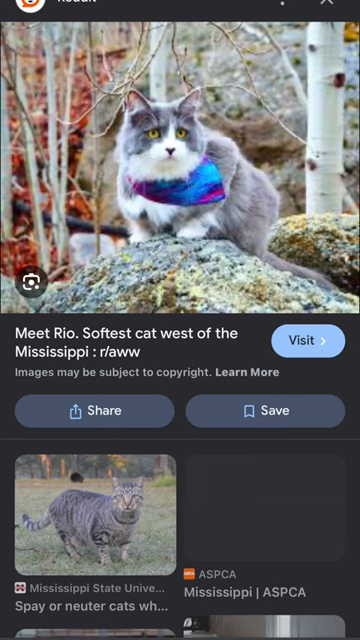 Reddit
Meet Rio. Softest cat west of the
Mississippi : r/aww
Visit
Images may be subject to copyright. Learn More
Share
Save
Mississippi State Unive...
Spay or neuter cats wh...
ASPCA
Mississippi | ASPCA